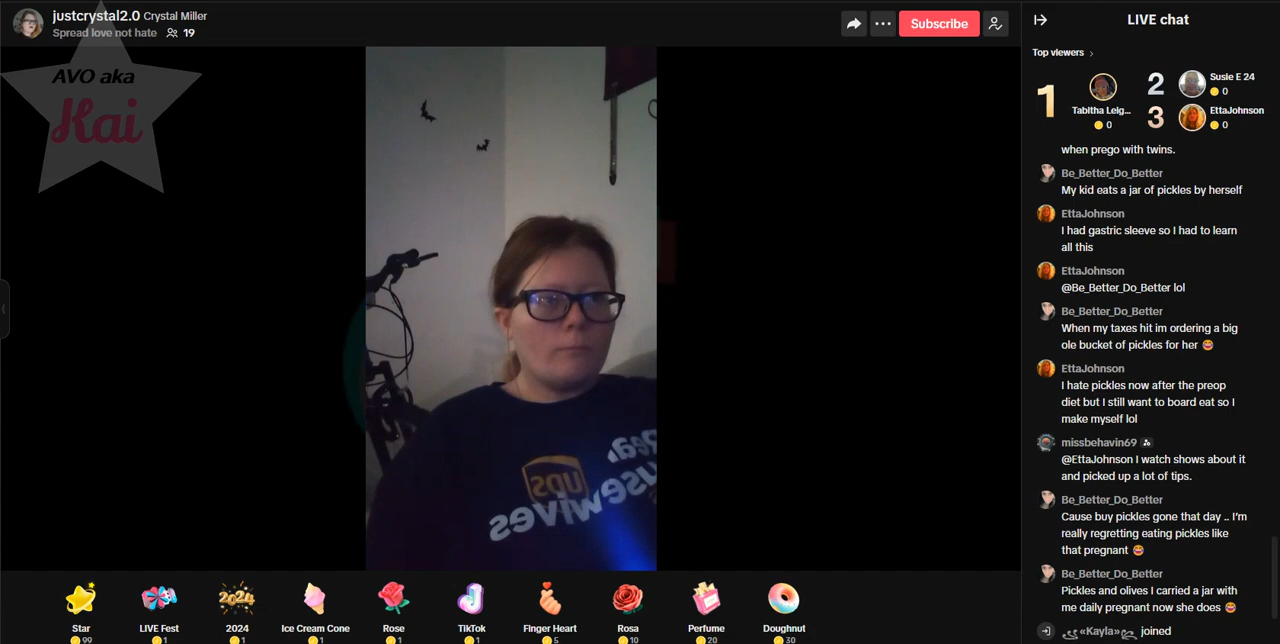 justcrystal2.0 Crystal Miller
Spread love not hate 19
Subscribe
LIVE chat
AVO aka
Kai
Top viewers
1
Tabitha Leig...
0
2
Susie E 24
0
3
EttaJohnson
0
when prego with twins.
Be_Better_Do_Better
My kid eats a jar of pickles by herself
EttaJohnson
I had gastric sleeve so I had to learn
all this
EttaJohnson
@Be_Better_Do_Better lol
Be_Better_Do_Better
When my taxes hit im ordering a big
ole bucket of pickles for her 🤣
EttaJohnson
I hate pickles now after the preop
diet but I still want to board eat so I
make myself lol
missbehavin69
@EttaJohnson I watch shows about it
and picked up a lot of tips.
Be_Better_Do_Better
Cause buy pickles gone that day .. I'm
really regretting eating pickles like
that pregnant 🤣
Be_Better_Do_Better
Pickles and olives I carried a jar with
me daily pregnant now she does 🤣
«Kayla» joined
Real
ups
usewives
Star
99
LIVE Fest
1
2024
2024
1
Ice Cream Cone
1
Rose
1
TikTok
1
Finger Heart
5
Rosa
10
Perfume
20
Doughnut
30